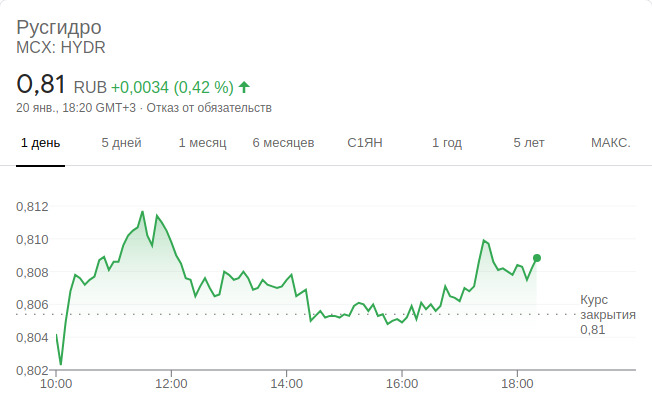 Русгидро
MCX: HYDR
0,81 RUB +0,0034 (0,42 %)
20 янв., 18:20 GMT+3 · Отказ от обязательств
1 день 5 дней 1 месяц 6 месяцев С1ЯН 1 год 5 лет МАКС.
0,812
0,810
0,808
0,806
0,804
0,802
Курс
закрытия
0,81
10:00 12:00 14:00 16:00 18:00